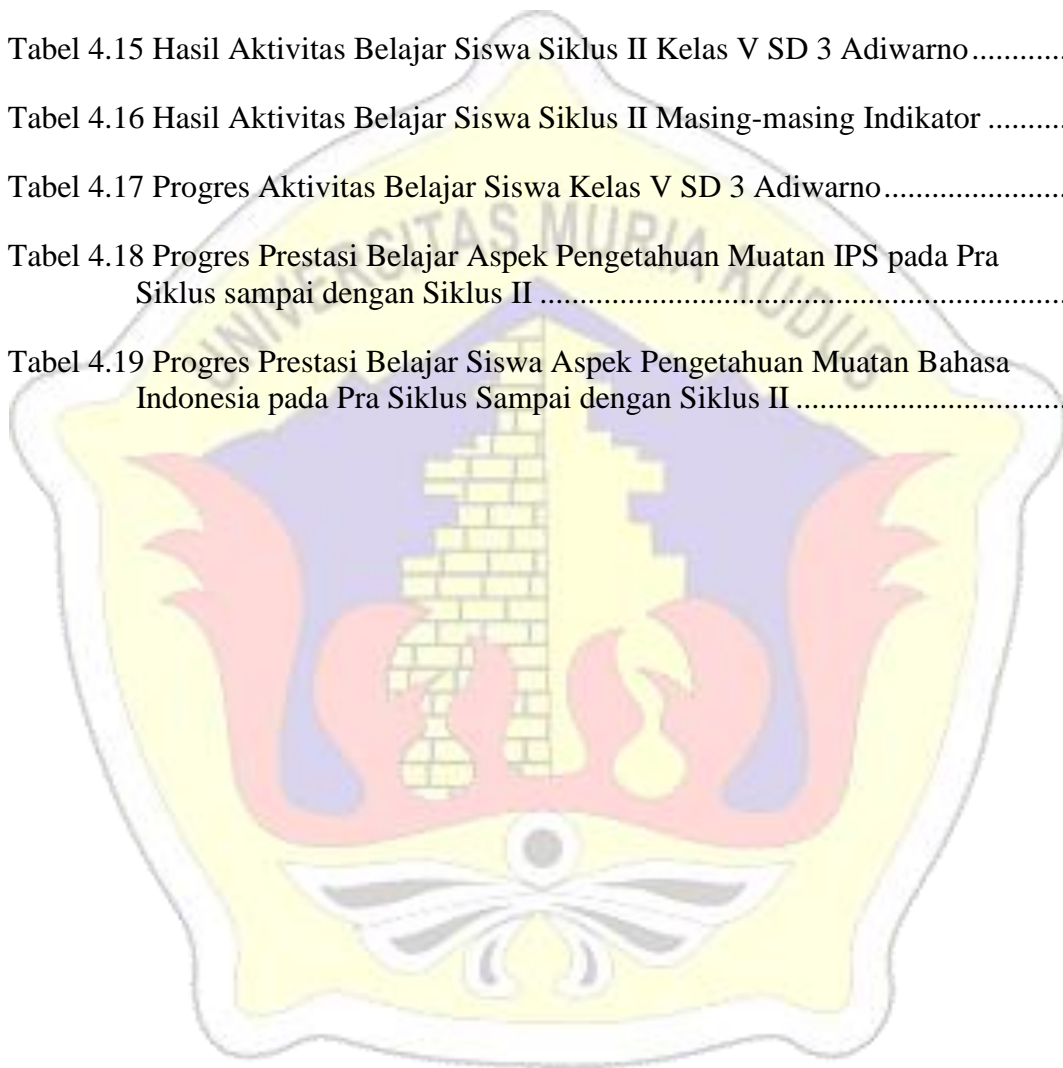 Tabel 4.15 Hasil Aktivitas Belajar Siswa Siklus II Kelas V SD 3 Adiwarno............
Tabel 4.16 Hasil Aktivitas Belajar Siswa Siklus II Masing-masing Indikator ..........
Tabel 4.17 Progres Aktivitas Belajar Siswa Kelas V SD 3 Adiwarno.......................
Tabel 4.18 Progres Prestasi Belajar Aspek Pengetahuan Muatan IPS pada Pra
Siklus sampai dengan Siklus II ...................................................................
Tabel 4.19 Progres Prestasi Belajar Siswa Aspek Pengetahuan Muatan Bahasa
Indonesia pada Pra Siklus Sampai dengan Siklus II ..................................
UNIVERSITAS MURIA KUDUS